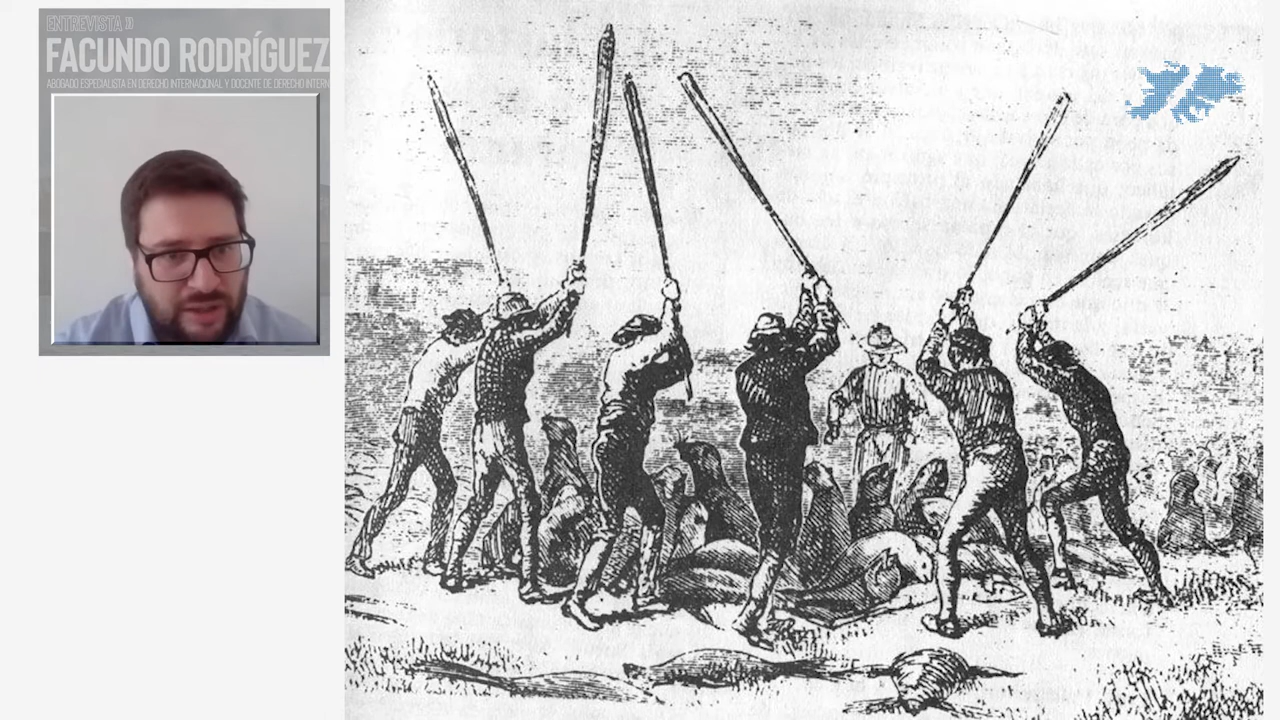 ENTREVISTA »
FACUNDO RODRÍGUEZ
ABOGADO ESPECIALISTA EN DERECHO INTERNACIONAL Y DOCENTE DE DERECHO INTERN